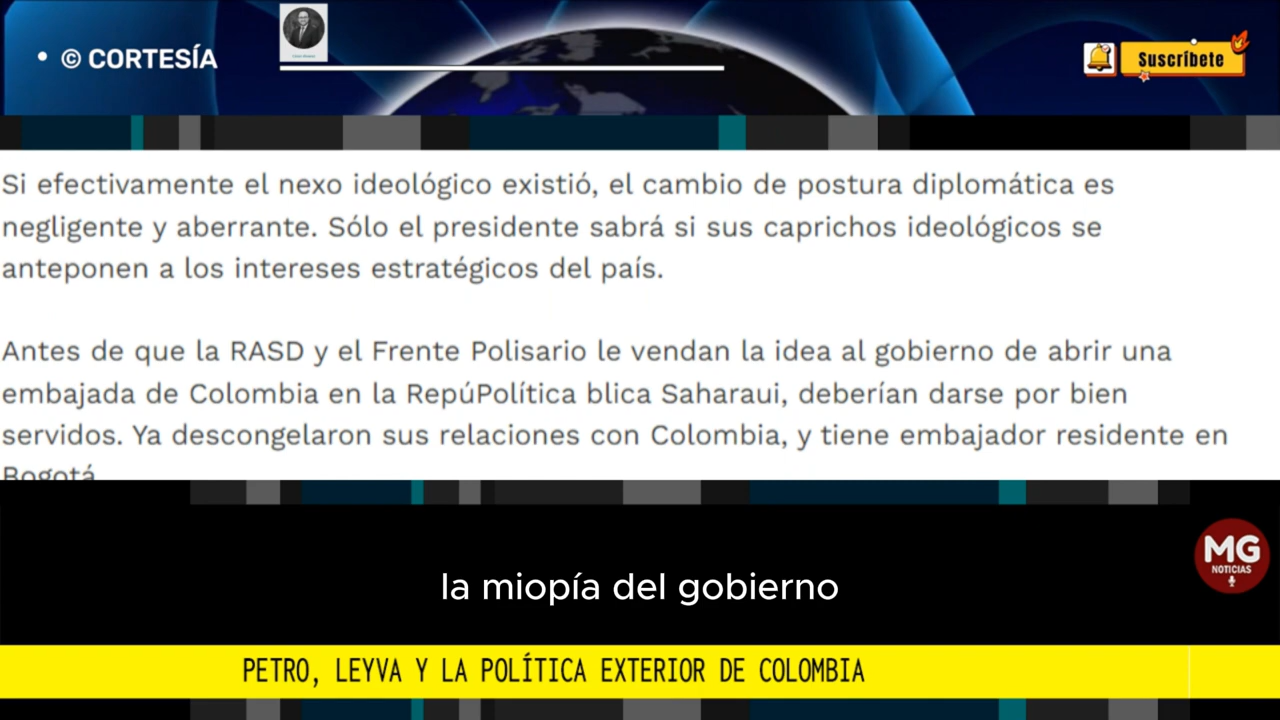 • © CORTESÍA
Suscríbete
Si efectivamente el nexo ideológico existió, el cambio de postura diplomática es
negligente y aberrante. Sólo el presidente sabrá si sus caprichos ideológicos se
anteponen a los intereses estratégicos del país.
Antes de que la RASD y el Frente Polisario le vendan la idea al gobierno de abrir una
embajada de Colombia en la RepúPolítica blica Saharaui, deberían darse por bien
servidos. Ya descongelaron sus relaciones con Colombia, y tiene embajador residente en
Bogotá
MG
NOTICIAS
la miopía del gobierno
PETRO, LEYVA Y LA POLÍTICA EXTERIOR DE COLOMBIA